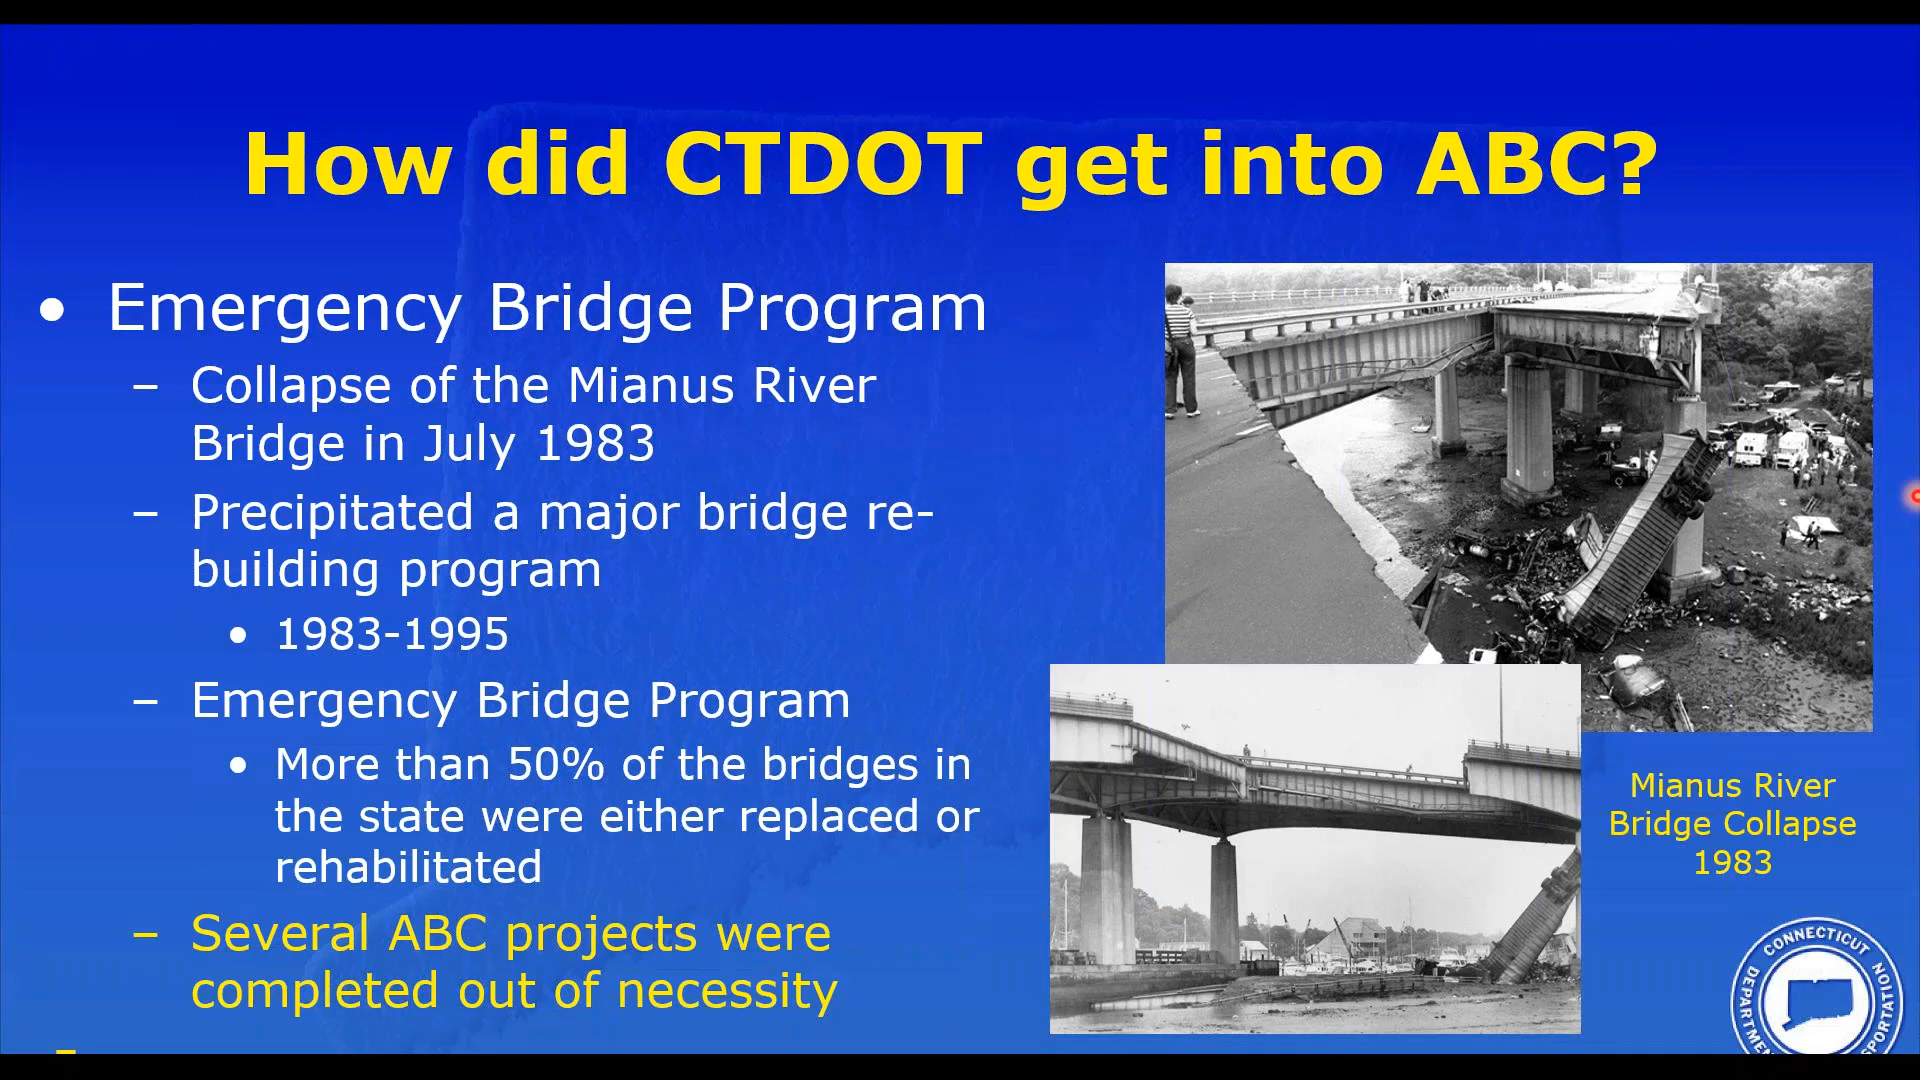 How did CTDOT get into ABC?
• Emergency Bridge Program
– Collapse of the Mianus River
Bridge in July 1983
– Precipitated a major bridge re-
building program
• 1983-1995
– Emergency Bridge Program
• More than 50% of the bridges in
the state were either replaced or
rehabilitated
– Several ABC projects were
completed out of necessity
Mianus River
Bridge Collapse
1983
CONNECTICUT